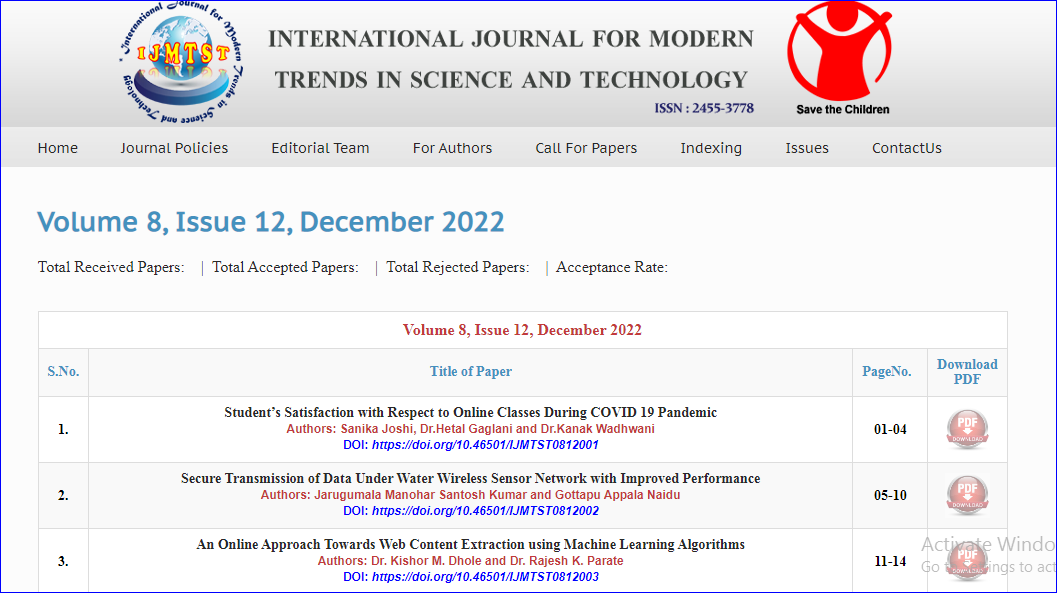 International Journal for Modern Trends in Science and Technology
IJMTST
INTERNATIONAL JOURNAL FOR MODERN
TRENDS IN SCIENCE AND TECHNOLOGY
ISSN : 2455-3778
Save the Children
Home Journal Policies Editorial Team For Authors Call For Papers Indexing Issues ContactUs
Volume 8, Issue 12, December 2022
Total Received Papers: | Total Accepted Papers: | Total Rejected Papers: | Acceptance Rate:
Volume 8, Issue 12, December 2022
S.No. Title of Paper PageNo. Download
PDF
Student’s Satisfaction with Respect to Online Classes During COVID 19 Pandemic
1. Authors: Sanika Joshi, Dr.Hetal Gaglani and Dr.Kanak Wadhwani 01-04 PDF DOWNLOAD
DOI: https://doi.org/10.46501/IJMTST0812001
Secure Transmission of Data Under Water Wireless Sensor Network with Improved Performance
2. Authors: Jarugumala Manohar Santosh Kumar and Gottapu Appala Naidu 05-10 PDF DOWNLOAD
DOI: https://doi.org/10.46501/IJMTST0812002
An Online Approach Towards Web Content Extraction using Machine Learning Algorithms
3. Authors: Dr. Kishor M. Dhole and Dr. Rajesh K. Parate 11-14 PDF DOWNLOAD
DOI: https://doi.org/10.46501/IJMTST0812003
Activate Windo
Go t ings to act